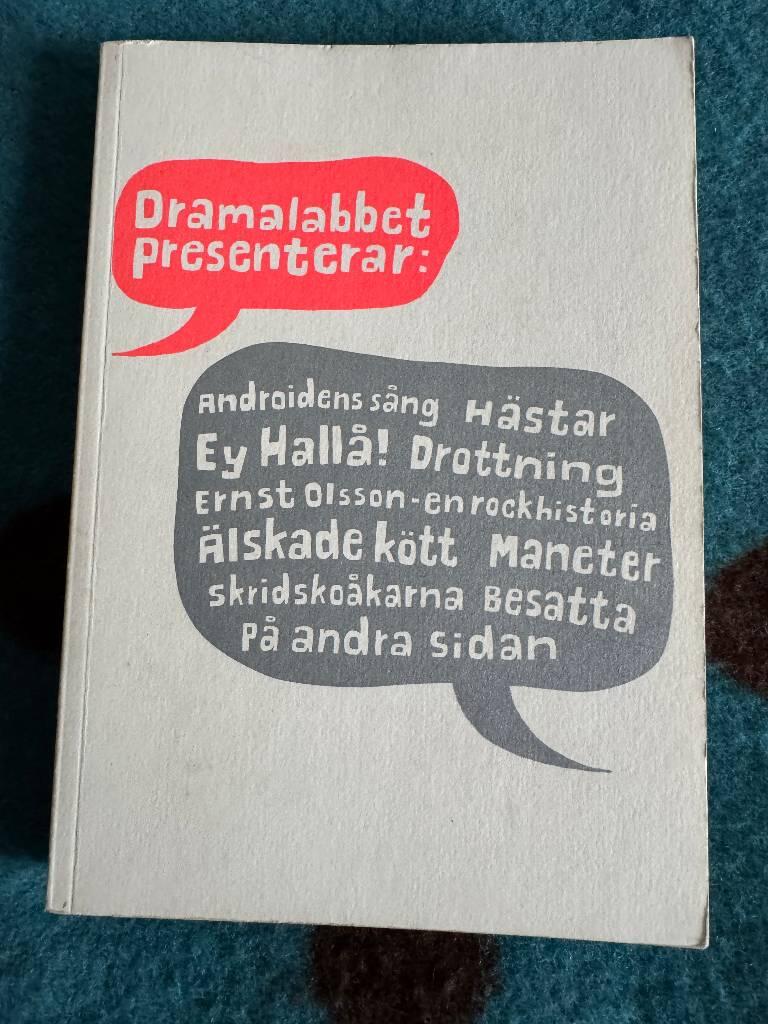 Dramalabbet
presenterar:
Androidens sång Hästar
Ey Hallå! Drottning
Ernst Olsson - en rockhistoria
Älskade kött Maneter
Skridskoåkarna Besatta
På andra sidan